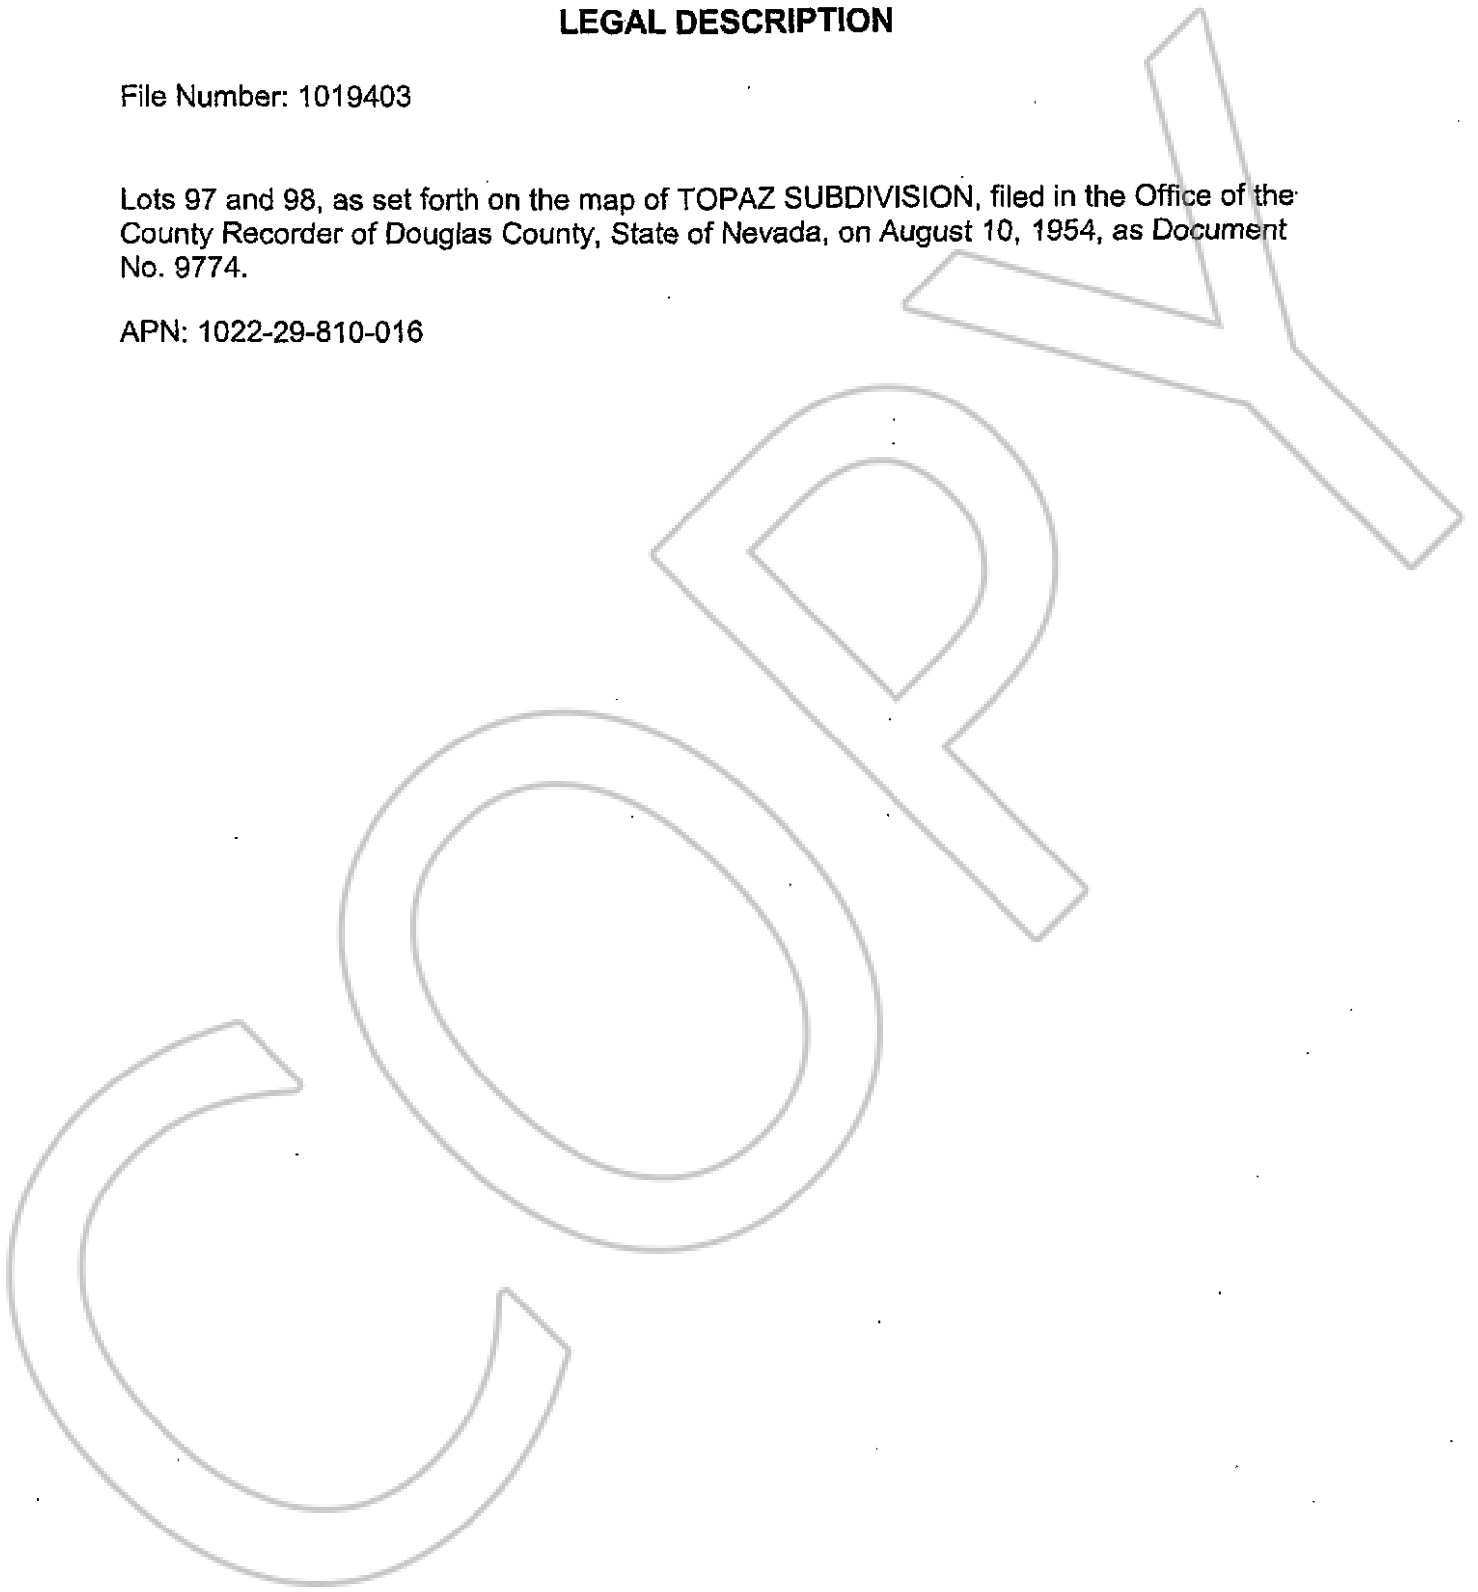 LEGAL DESCRIPTION
File Number: 1019403
Lots 97 and 98, as set forth on the map of TOPAZ SUBDIVISION, filed in the Office of the
County Recorder of Douglas County, State of Nevada, on August 10, 1954, as Document
No. 9774.
APN: 1022-29-810-016
COPY